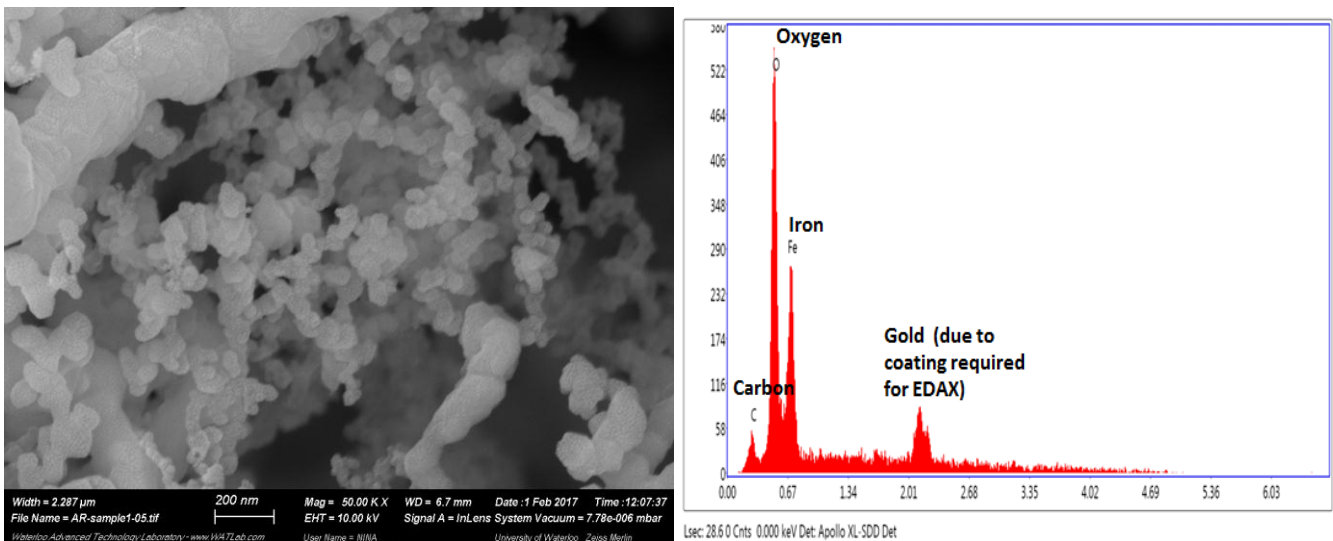 Width = 2.287 µm
200 nm
Mag = 50.00 K X
WD = 6.7 mm
Date :1 Feb 2017
Time :12:07:37
File Name = AR-sample1-05.tif
EHT = 10.00 kV
Signal A = InLens
System Vacuum = 7.78e-006 mbar
Waterloo Advanced Technology Laboratory - www.WATLab.com
User Name = NINA
University of Waterloo
Zeiss Merlin
Oxygen
O
Iron
Fe
Gold (due to
coating required
for EDAX)
Carbon
C
522
464
406
348
290
232
174
116
58
0
0.00 0.67 1.34 2.01 2.68 3.35 4.02 4.69 5.36 6.03
Lsec: 28.6 0 Cnts 0.000 keV Det: Apollo XL-SDD Det